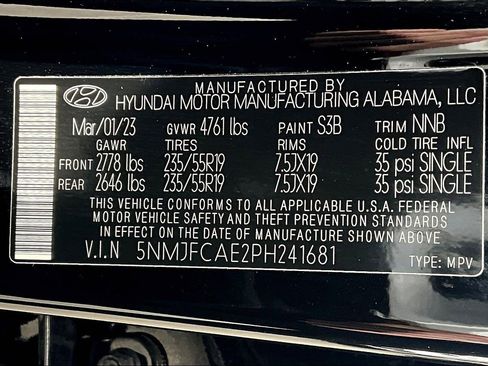 MANUFACTURED BY
HYUNDAI MOTOR MANUFACTURING ALABAMA, LLC
Mar/01/23 GVWR 4761 lbs PAINT S3B TRIM NNB
GAWR TIRES RIMS COLD TIRE INFL
FRONT 2778 lbs 235/55R19 7.5JX19 35 psi SINGLE
REAR 2646 lbs 235/55R19 7.5JX19 35 psi SINGLE
THIS VEHICLE CONFORMS TO ALL APPLICABLE U.S.A. FEDERAL
MOTOR VEHICLE SAFETY AND THEFT PREVENTION STANDARDS
IN EFFECT ON THE DATE OF MANUFACTURE SHOWN ABOVE.
V.I.N 5NMJFCAE2PH241681
TYPE: MPV